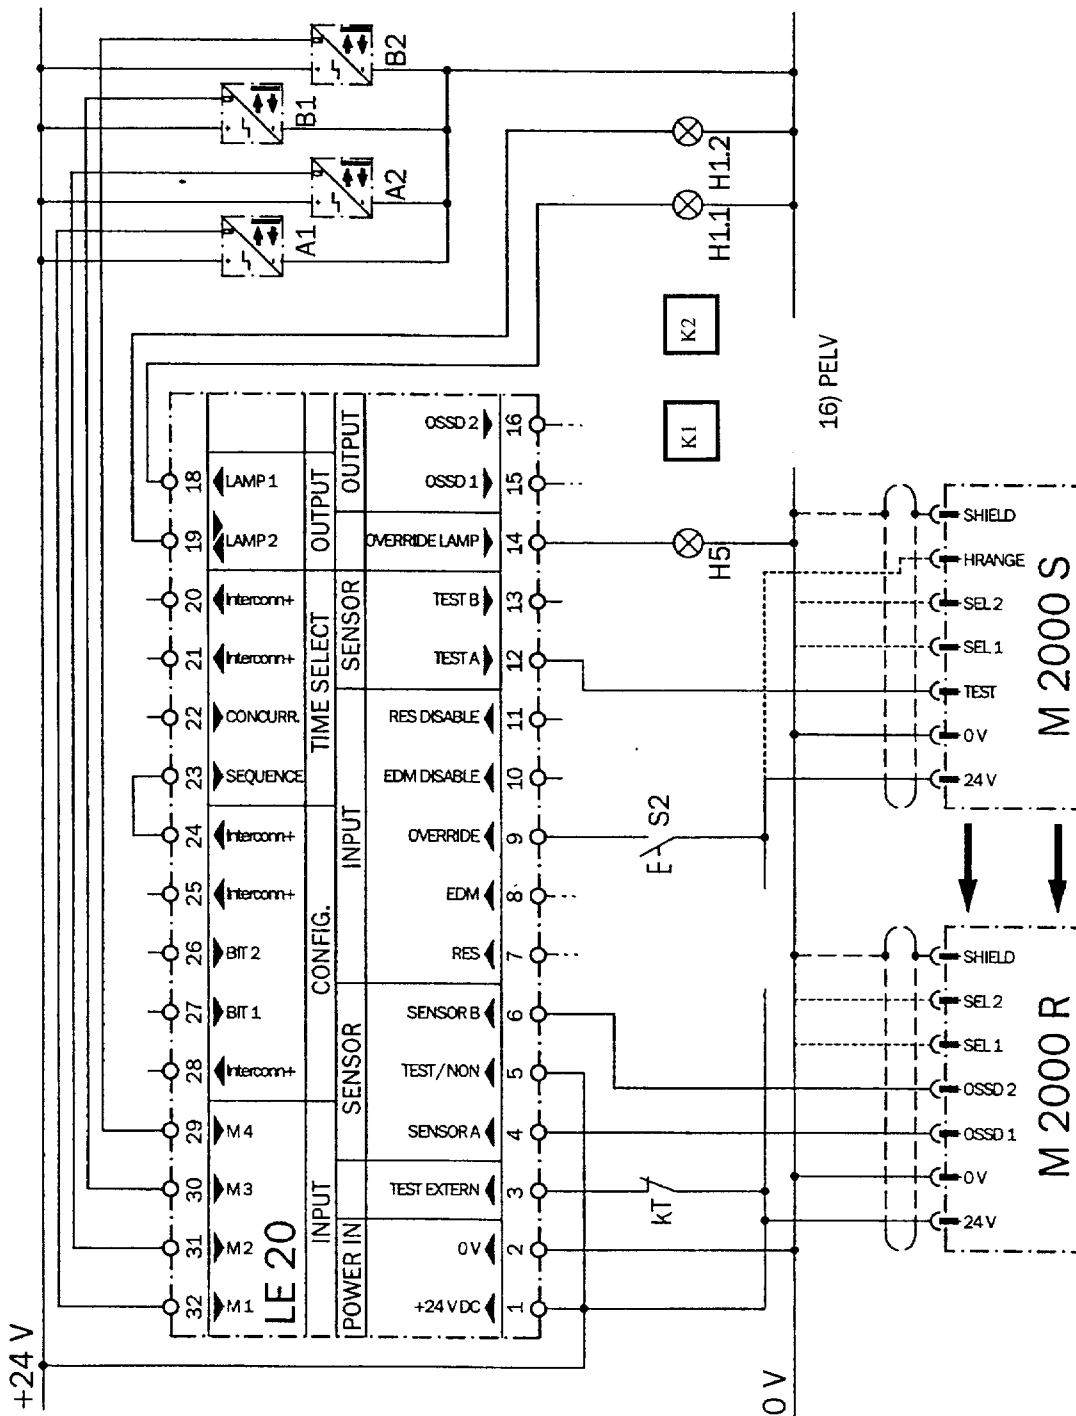 +24 V
B2
B1
A2
A1
H1.2
H1.1
K2
K1
16) PELV
H5
S2
E
kT
0 V
LE 20
32 M1
31 M2
30 M3
29 M4
28 Interconn+
27 BIT 1
26 BIT 2
25 Interconn+
24 Interconn+
23 SEQUENCE
22 CONCURR.
21 Interconn+
20 Interconn+
19 LAMP 2
18 LAMP 1
INPUT
CONFIG.
TIME SELECT
OUTPUT
POWER IN
SENSOR
INPUT
SENSOR
OUTPUT
+24 V DC 1
0 V 2
TEST EXTERN 3
SENSOR A 4
TEST/NON 5
SENSOR B 6
RES 7
EDM 8
OVERRIDE 9
EDM DISABLE 10
RES DISABLE 11
TEST A 12
TEST B 13
OVERRIDE LAMP 14
OSSD 1 15
OSSD 2 16
24 V
0 V
OSSD 1
OSSD 2
SEL 1
SEL 2
SHIELD
M 2000 R
24 V
0 V
TEST
SEL 1
SEL 2
HRANGE
SHIELD
M 2000 S